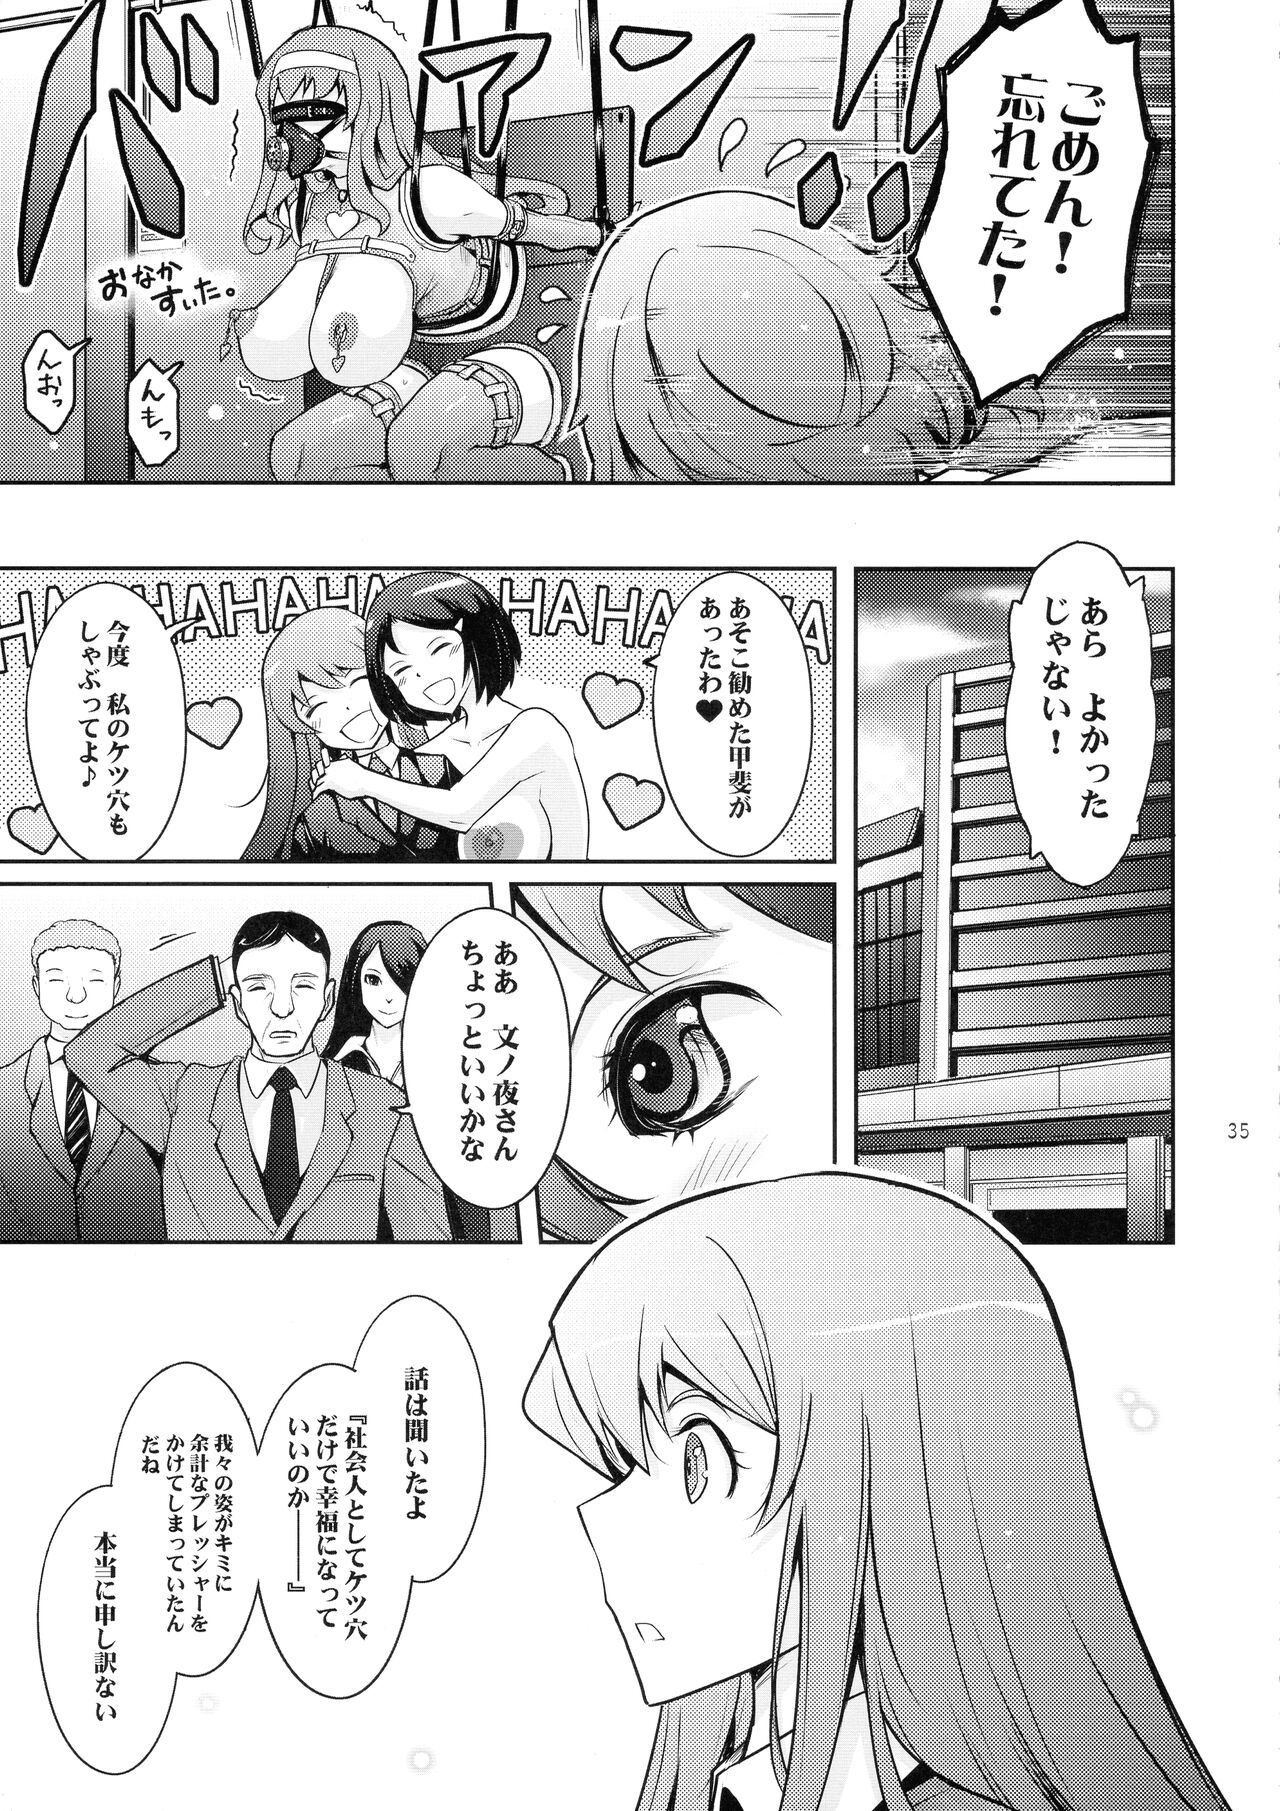 ごめん！
忘れてた！
バアアン
おなか
すいた。
んもっ
んおっ
あら よかった
じゃない！
HAHAHAHAHAHAHA
あそこ勧めた甲斐が
あったわ♥
今度 私のケツ穴も
しゃぶってよ♪
ああ 文ノ夜さん
ちょっといいかな
話は聞いたよ
『社会人としてケツ穴
だけで幸福になって
いいのか───』
我々の姿がキミに
余計なプレッシャーを
かけてしまっていたん
だね
本当に申し訳ない
35